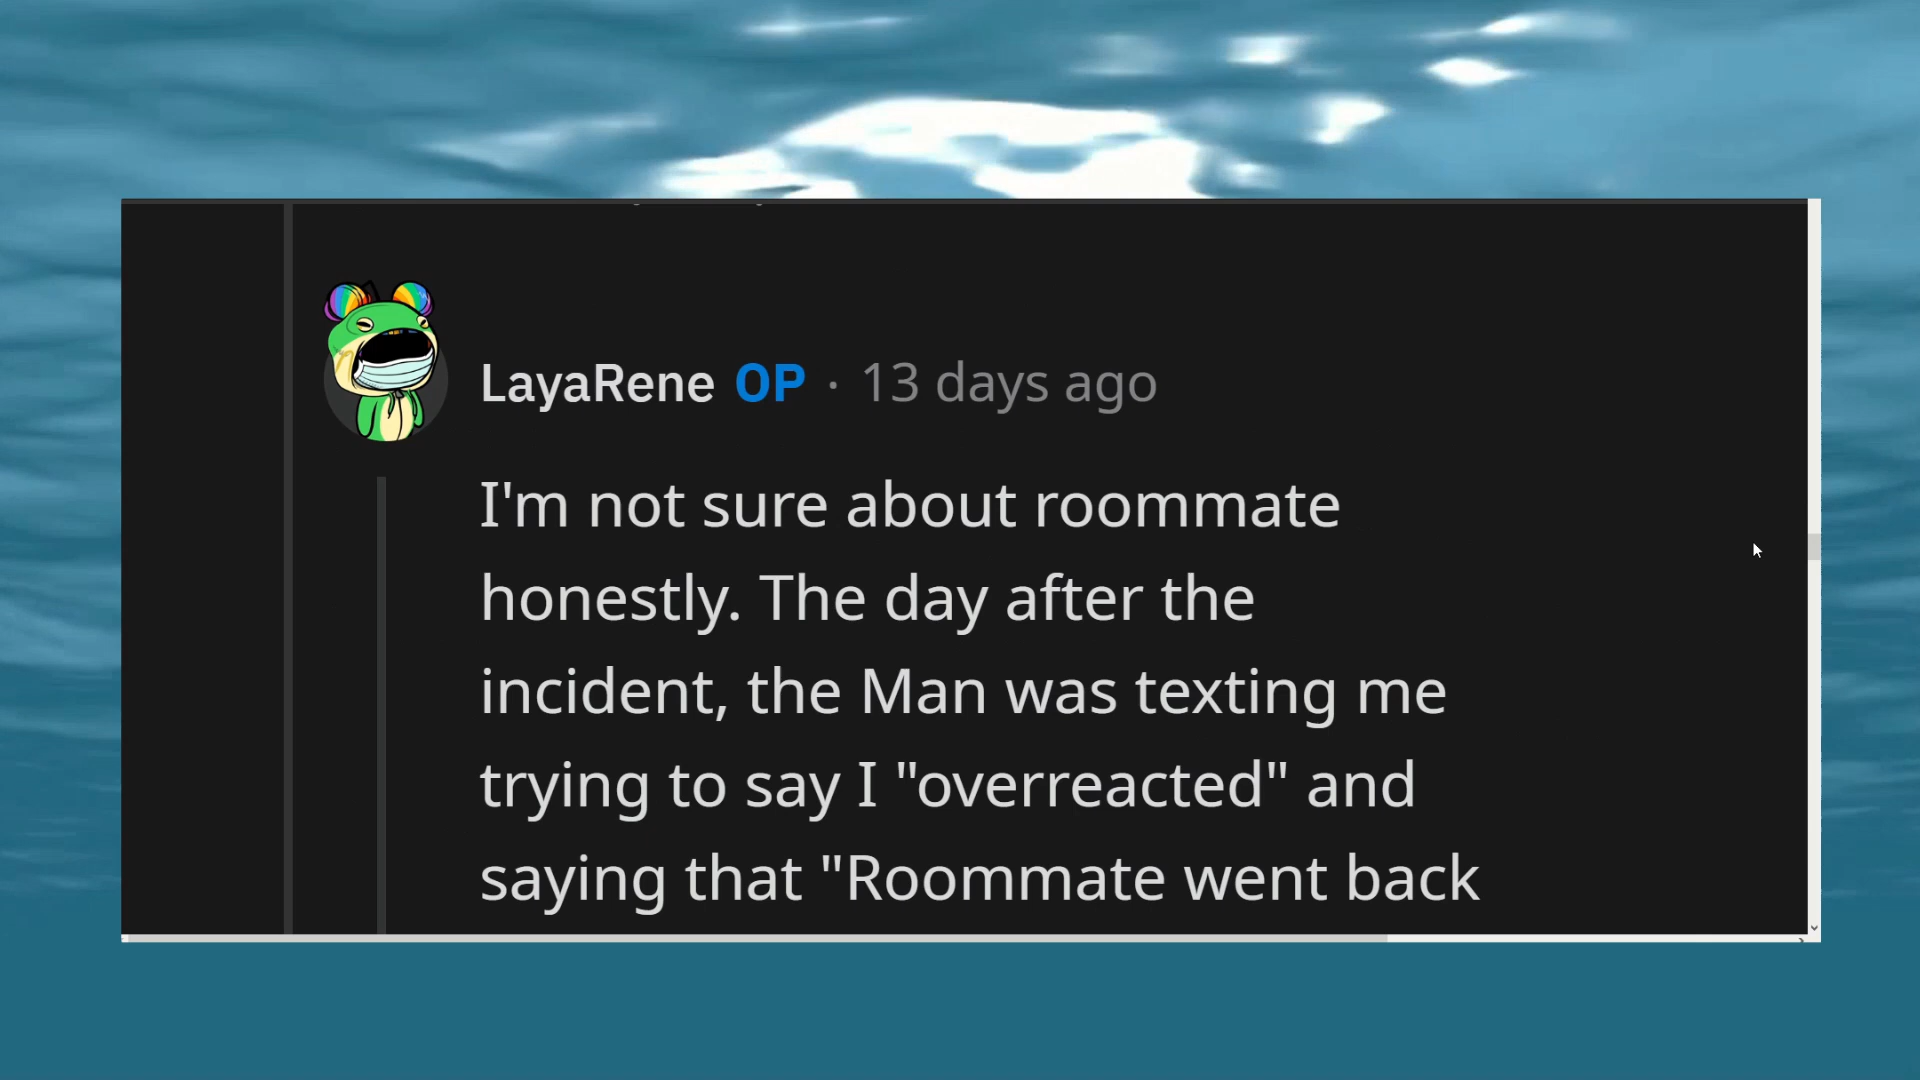 LayaRene OP · 13 days ago
I'm not sure about roommate
honestly. The day after the
incident, the Man was texting me
trying to say I "overreacted" and
saying that "Roommate went back